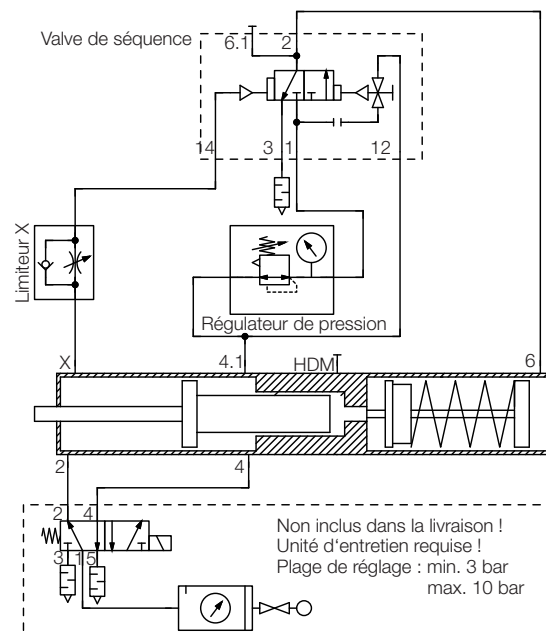 Valve de séquence
6.1 2
14 3 1 12
Limiteur X
Régulateur de pression
X 4.1 HDM 6
2 4
2 4
3 1 5
Non inclus dans la livraison !
Unité d'entretien requise !
Plage de réglage : min. 3 bar
max. 10 bar